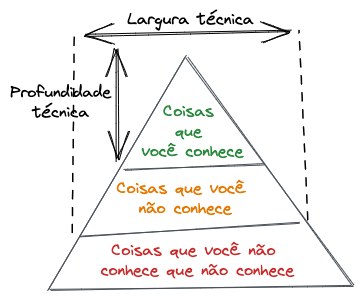 Largura técnica
Profundidade
técnica
Coisas
que
você conhece
Coisas que você
não conhece
Coisas que você não
conhece que não conhece